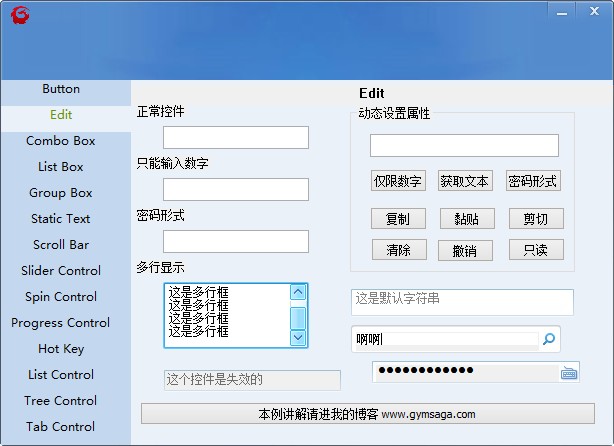 Button
Edit
Combo Box
List Box
Group Box
Static Text
Scroll Bar
Slider Control
Spin Control
Progress Control
Hot Key
List Control
Tree Control
Tab Control
Edit
正常控件
只能输入数字
密码形式
多行显示
这是多行框
这是多行框
这是多行框
这是多行框
这个控件是失效的
动态设置属性
仅限数字 获取文本 密码形式
复制 黏贴 剪切
清除 撤销 只读
这是默认字符串
啊啊
●●●●●●●●●●●●
本例讲解请进我的博客 www.gymsaga.com